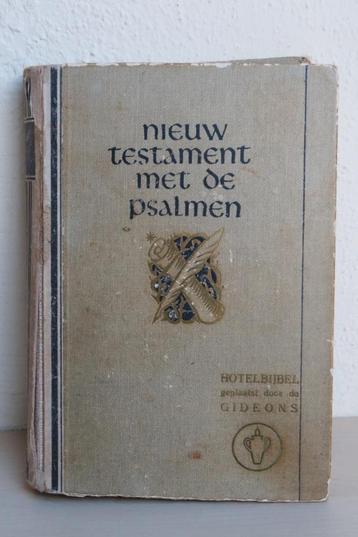 nieuw
testament
met de
psalmen
HOTELBIJBEL
geplaatst door de
GIDEONS